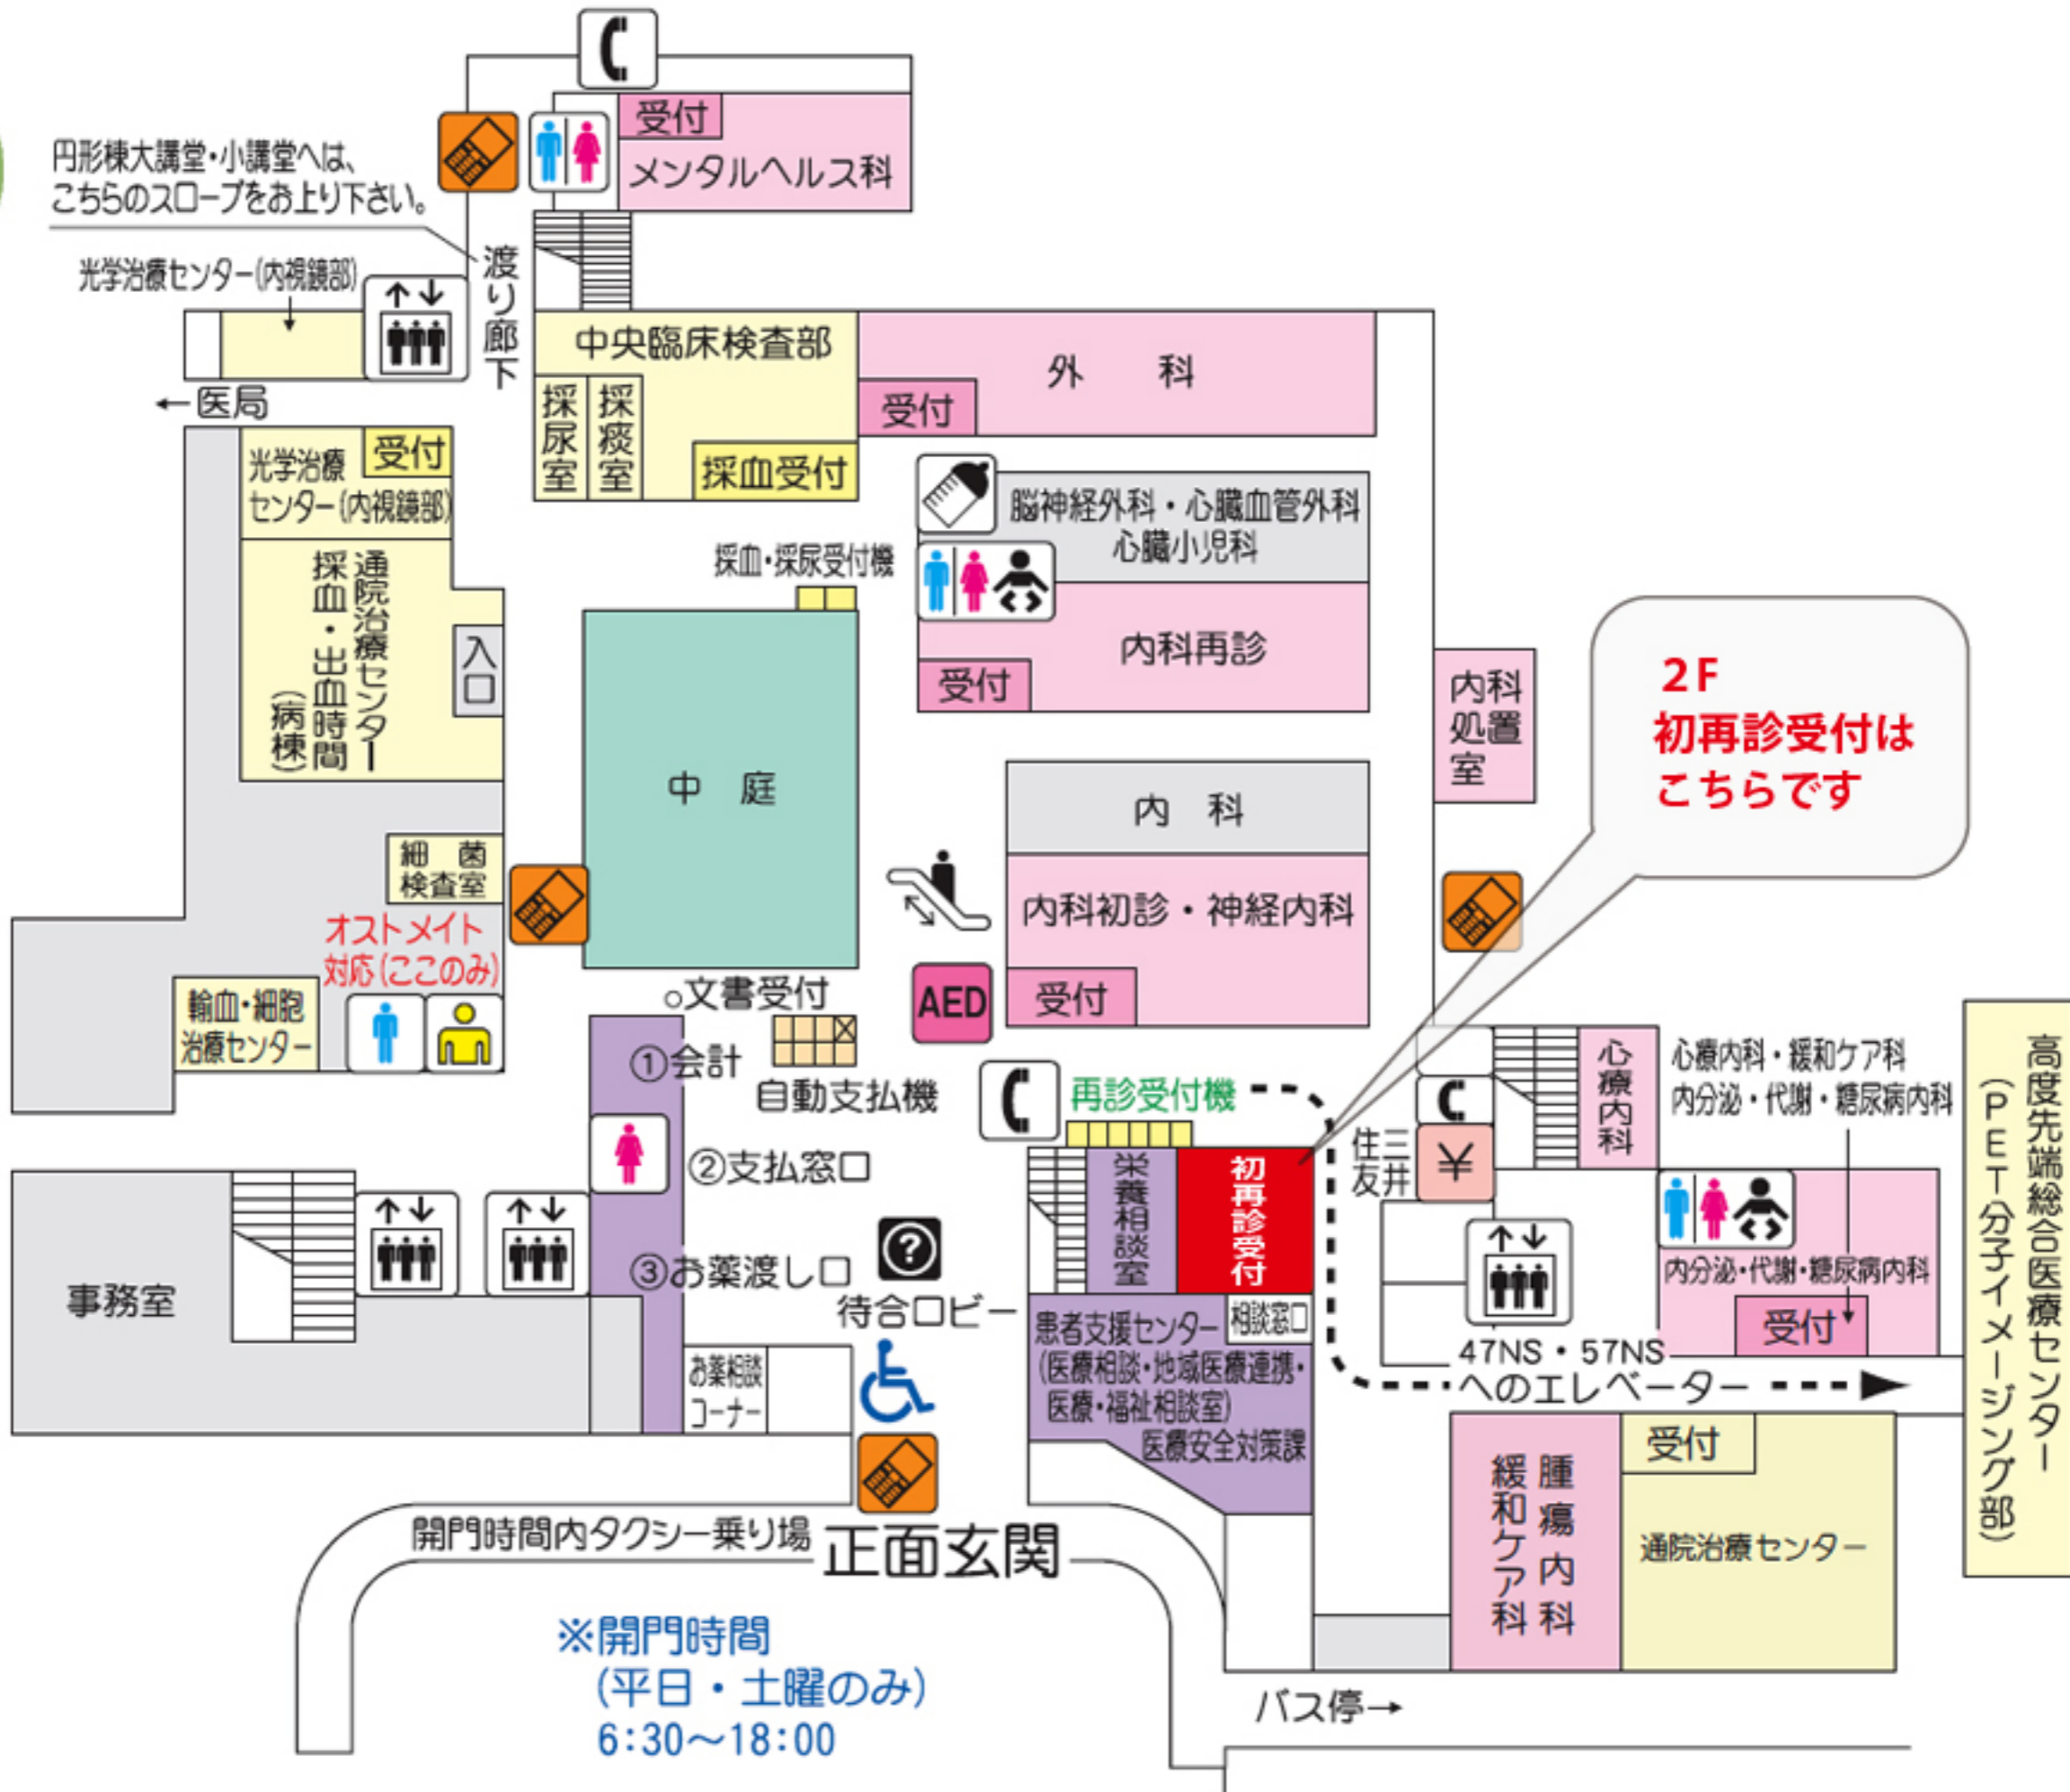 受付
メンタルヘルス科
円形棟大講堂・小講堂へは、
こちらのスロープをお上り下さい。
渡り廊下
光学治療センター(内視鏡部)
←医局
中央臨床検査部
採尿室
採痰室
採血受付
外　科
受付
光学治療
センター(内視鏡部)
受付
通院治療センター
採血・出血時間
(病棟)
入口
採血・採尿受付機
脳神経外科・心臓血管外科
心臓小児科
内科再診
受付
内科
処置
室
2F
初再診受付は
こちらです
中　庭
内　科
内科初診・神経内科
受付
細　菌
検査室
オストメイト
対応(ここのみ)
輸血・細胞
治療センター
○文書受付
AED
①会計
自動支払機
再診受付機
②支払窓口
③お薬渡し口
?
待合ロビー
栄養相談室
初再診受付
相談窓口
患者支援センター
(医療相談・地域医療連携・
医療・福祉相談室)
医療安全対策課
三井
住友
¥
心療内科
心療内科・緩和ケア科
内分泌・代謝・糖尿病内科
内分泌・代謝・糖尿病内科
受付
高度先端総合医療センター
(PET分子イメージング部)
47NS・57NS
へのエレベーター
事務室
お薬相談
コーナー
腫瘍内科
緩和ケア科
受付
通院治療センター
開門時間内タクシー乗り場
正面玄関
※開門時間
(平日・土曜のみ)
6:30～18:00
バス停→